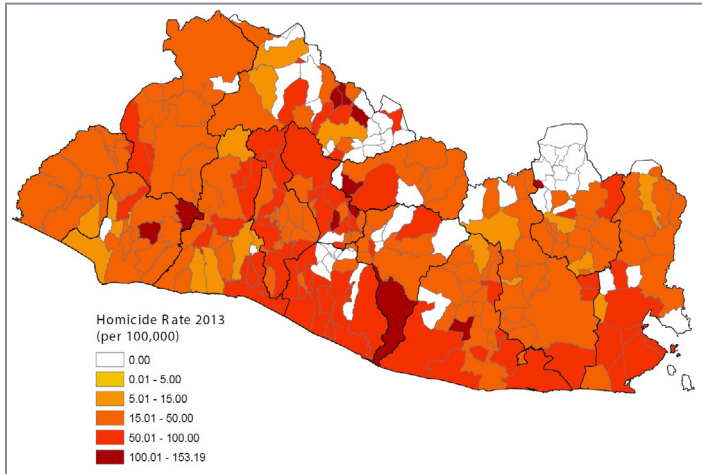 Homicide Rate 2013
(per 100,000)
0.00
0.01 - 5.00
5.01 - 15.00
15.01 - 50.00
50.01 - 100.00
100.01 - 153.19